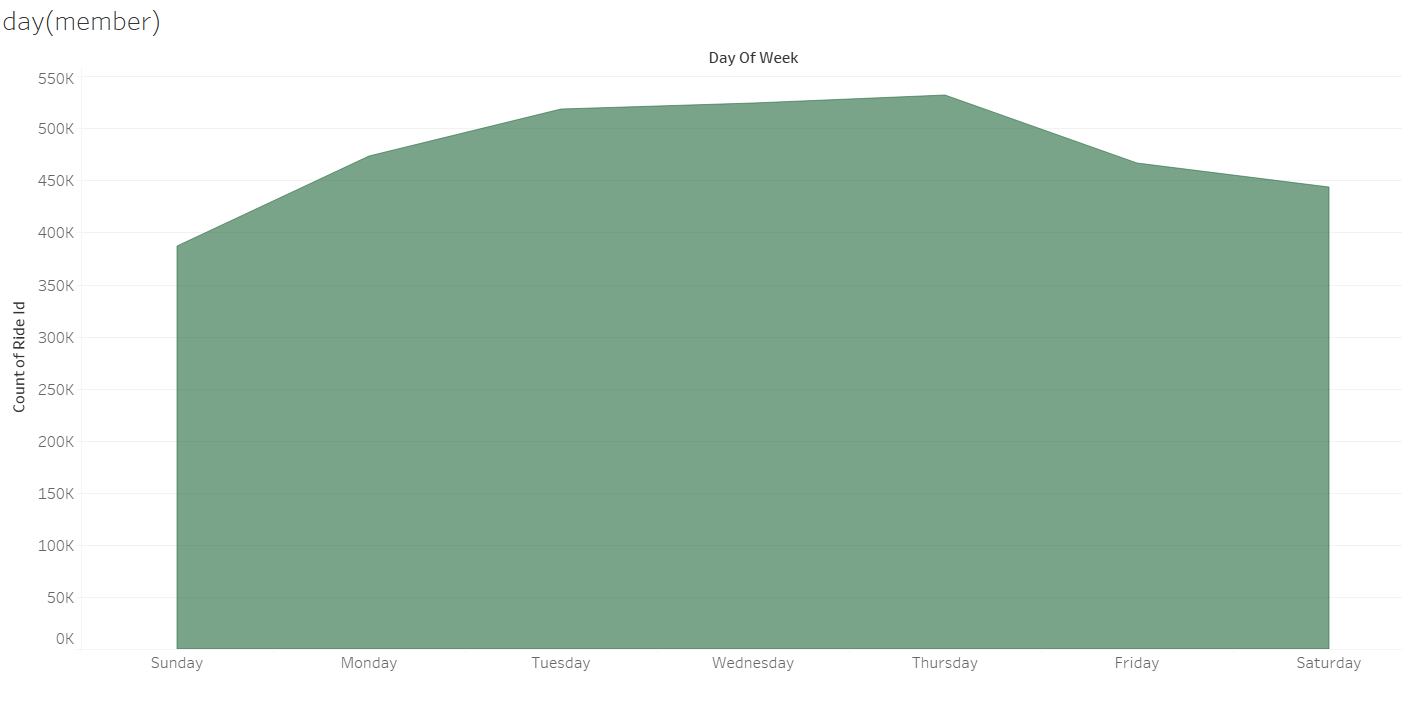 day(member)
Day Of Week
550K
500K
450K
400K
350K
300K
250K
200K
150K
100K
50K
0K
Count of Ride Id
Sunday Monday Tuesday Wednesday Thursday Friday Saturday